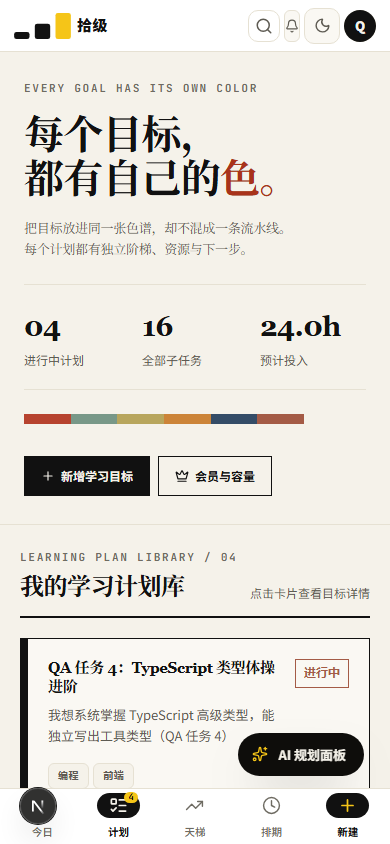 拾级
Q
EVERY GOAL HAS ITS OWN COLOR
每个目标，
都有自己的色。
把目标放进同一张色谱，却不混成一条流水线。
每个计划都有独立阶梯、资源与下一步。
04 16 24.0h
进行中计划 全部子任务 预计投入
新增学习目标 会员与容量
LEARNING PLAN LIBRARY / 04
我的学习计划库 点击卡片查看目标详情
QA 任务 4：TypeScript 类型体操
进阶
进行中
我想系统掌握 TypeScript 高级类型，能
独立写出工具类型（QA 任务 4）
AI 规划面板
编程 前端
N 4
今日 计划 天梯 排期 新建